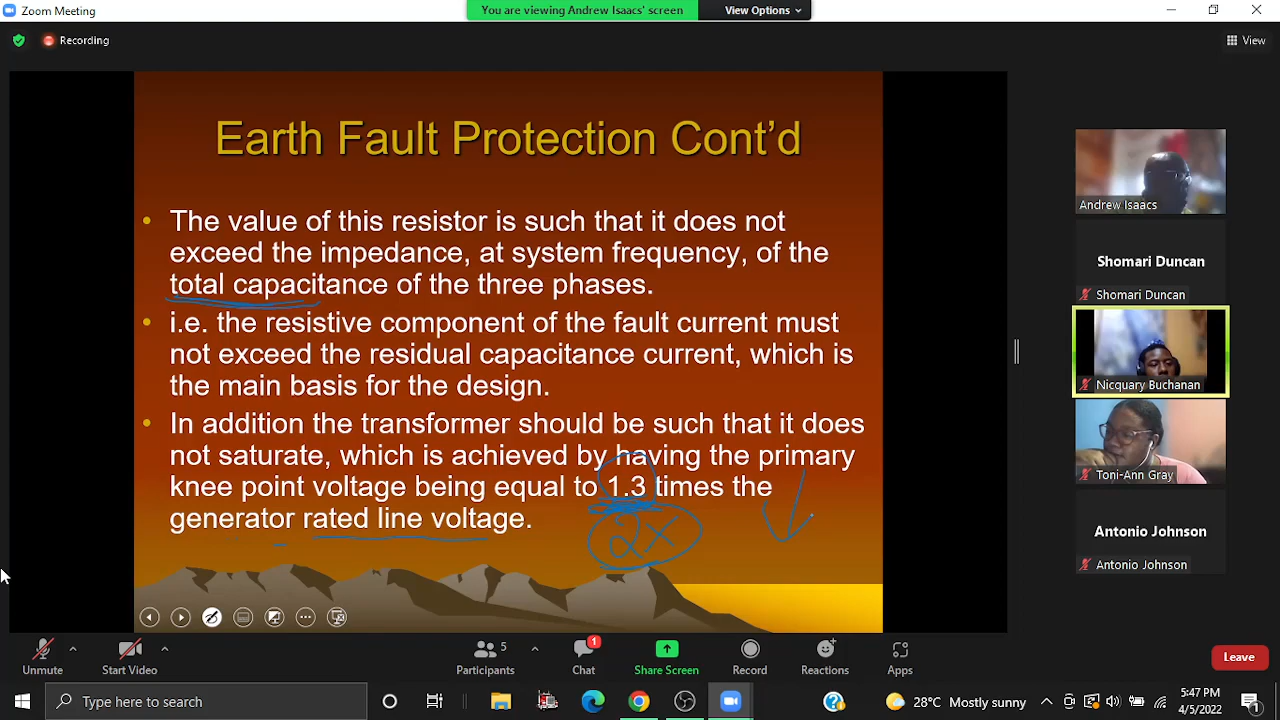 Zoom Meeting
You are viewing Andrew Isaacs' screen
View Options
Recording
View
Earth Fault Protection Cont'd
• The value of this resistor is such that it does not
exceed the impedance, at system frequency, of the
total capacitance of the three phases.
• i.e. the resistive component of the fault current must
not exceed the residual capacitance current, which is
the main basis for the design.
• In addition the transformer should be such that it does
not saturate, which is achieved by having the primary
knee point voltage being equal to 1.3 times the
generator rated line voltage.
2x
Andrew Isaacs
Shomari Duncan
Shomari Duncan
Nicquary Buchanan
Toni-Ann Gray
Antonio Johnson
Antonio Johnson
Unmute
Start Video
5
Participants
1
Chat
Share Screen
Record
Reactions
Apps
Leave
Type here to search
28°C Mostly sunny
5:47 PM
4/5/2022
1